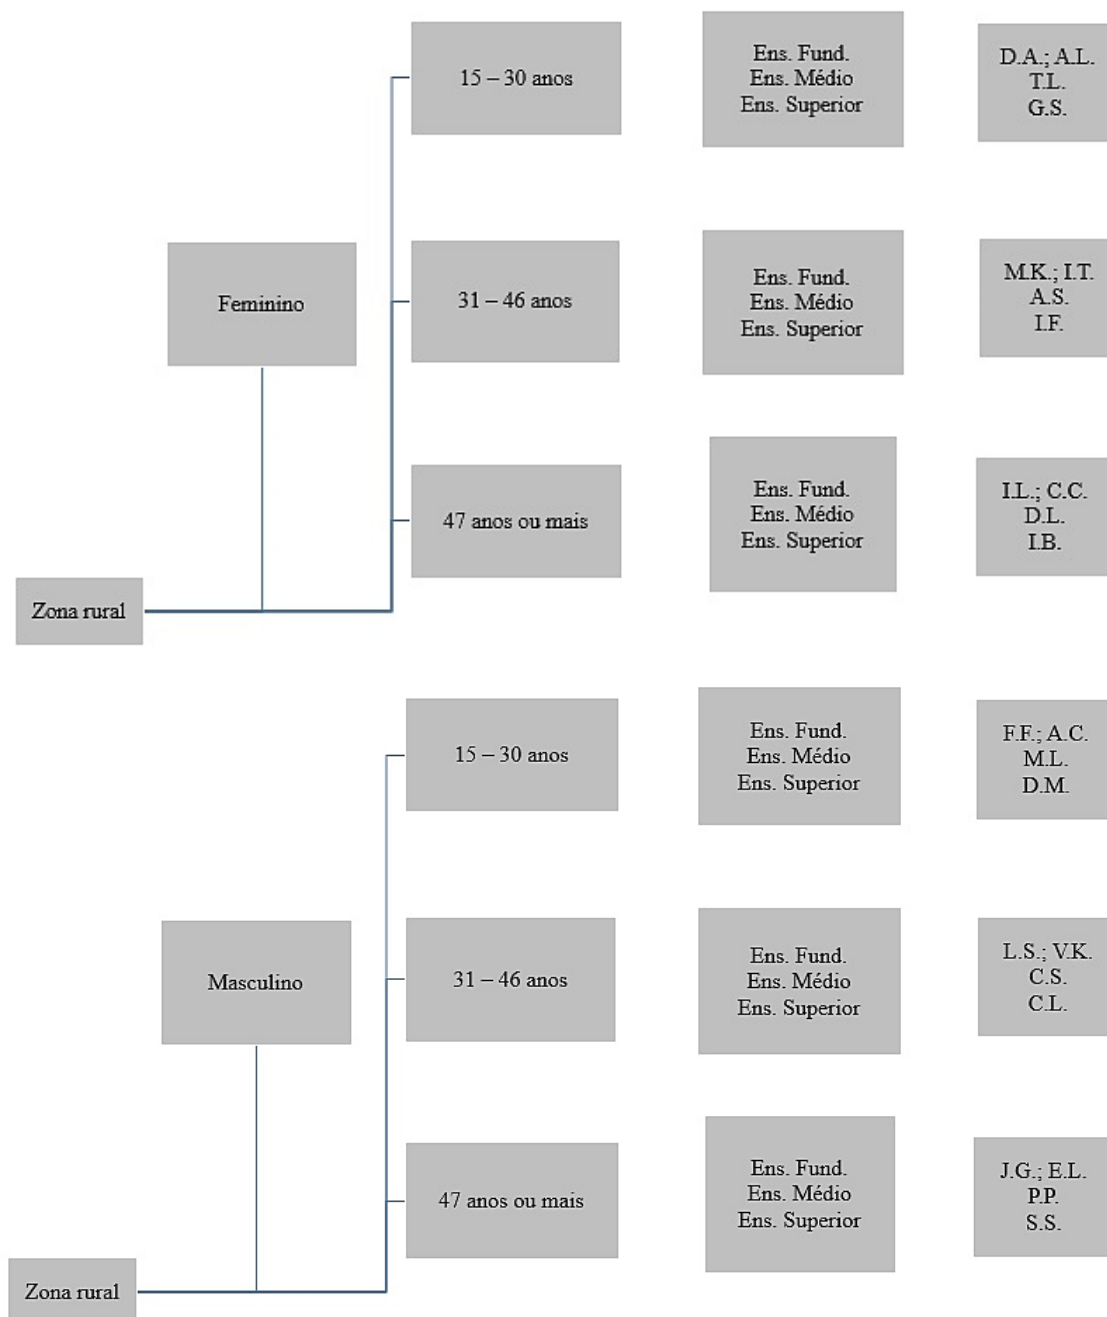 15 – 30 anos
Ens. Fund.
Ens. Médio
Ens. Superior
D.A.; A.L.
T.L.
G.S.
Feminino
31 – 46 anos
Ens. Fund.
Ens. Médio
Ens. Superior
M.K.; I.T.
A.S.
I.F.
47 anos ou mais
Ens. Fund.
Ens. Médio
Ens. Superior
I.L.; C.C.
D.L.
I.B.
Zona rural
15 – 30 anos
Ens. Fund.
Ens. Médio
Ens. Superior
F.F.; A.C.
M.L.
D.M.
Masculino
31 – 46 anos
Ens. Fund.
Ens. Médio
Ens. Superior
L.S.; V.K.
C.S.
C.L.
47 anos ou mais
Ens. Fund.
Ens. Médio
Ens. Superior
J.G.; E.L.
P.P.
S.S.
Zona rural